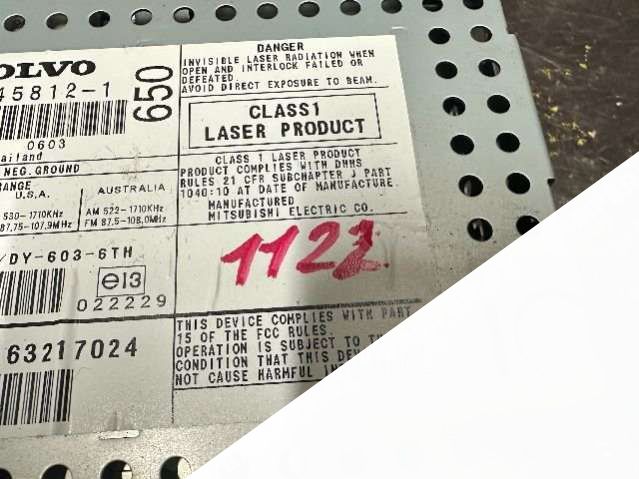 OLVO
45812-1
650
0603
ailand
NEG. GROUND
RANGE
U.S.A.
AUSTRALIA
530-1710KHz
AM 522-1710KHz
87.75-107.9MHz
FM 87.5-108.0MHz
/DY-603-6TH
e13
022229
63217024
DANGER
INVISIBLE LASER RADIATION WHEN
OPEN AND INTERLOCK FAILED OR
DEFEATED.
AVOID DIRECT EXPOSURE TO BEAM.
CLASS1
LASER PRODUCT
CLASS 1 LASER PRODUCT
PRODUCT COMPLIES WITH DHHS
RULES 21 CFR SUBCHAPTER J PART
1040:10 AT DATE OF MANUFACTURE.
MANUFACTURED
MITSUBISHI ELECTRIC CO.
1122
THIS DEVICE COMPLIES WITH PART
15 OF THE FCC RULES.
OPERATION IS SUBJECT TO TH
CONDITION THAT THIS DEV
NOT CAUSE HARMFUL IN